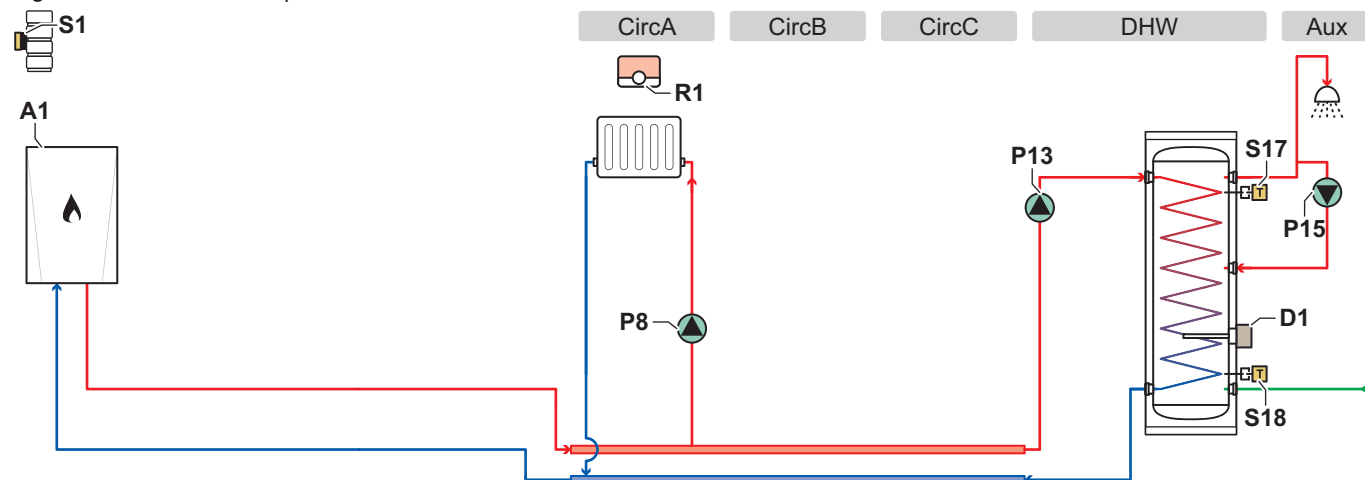 S1
CircA CircB CircC DHW Aux
R1
A1
P13
S17
P15
P8
D1
S18
T
T